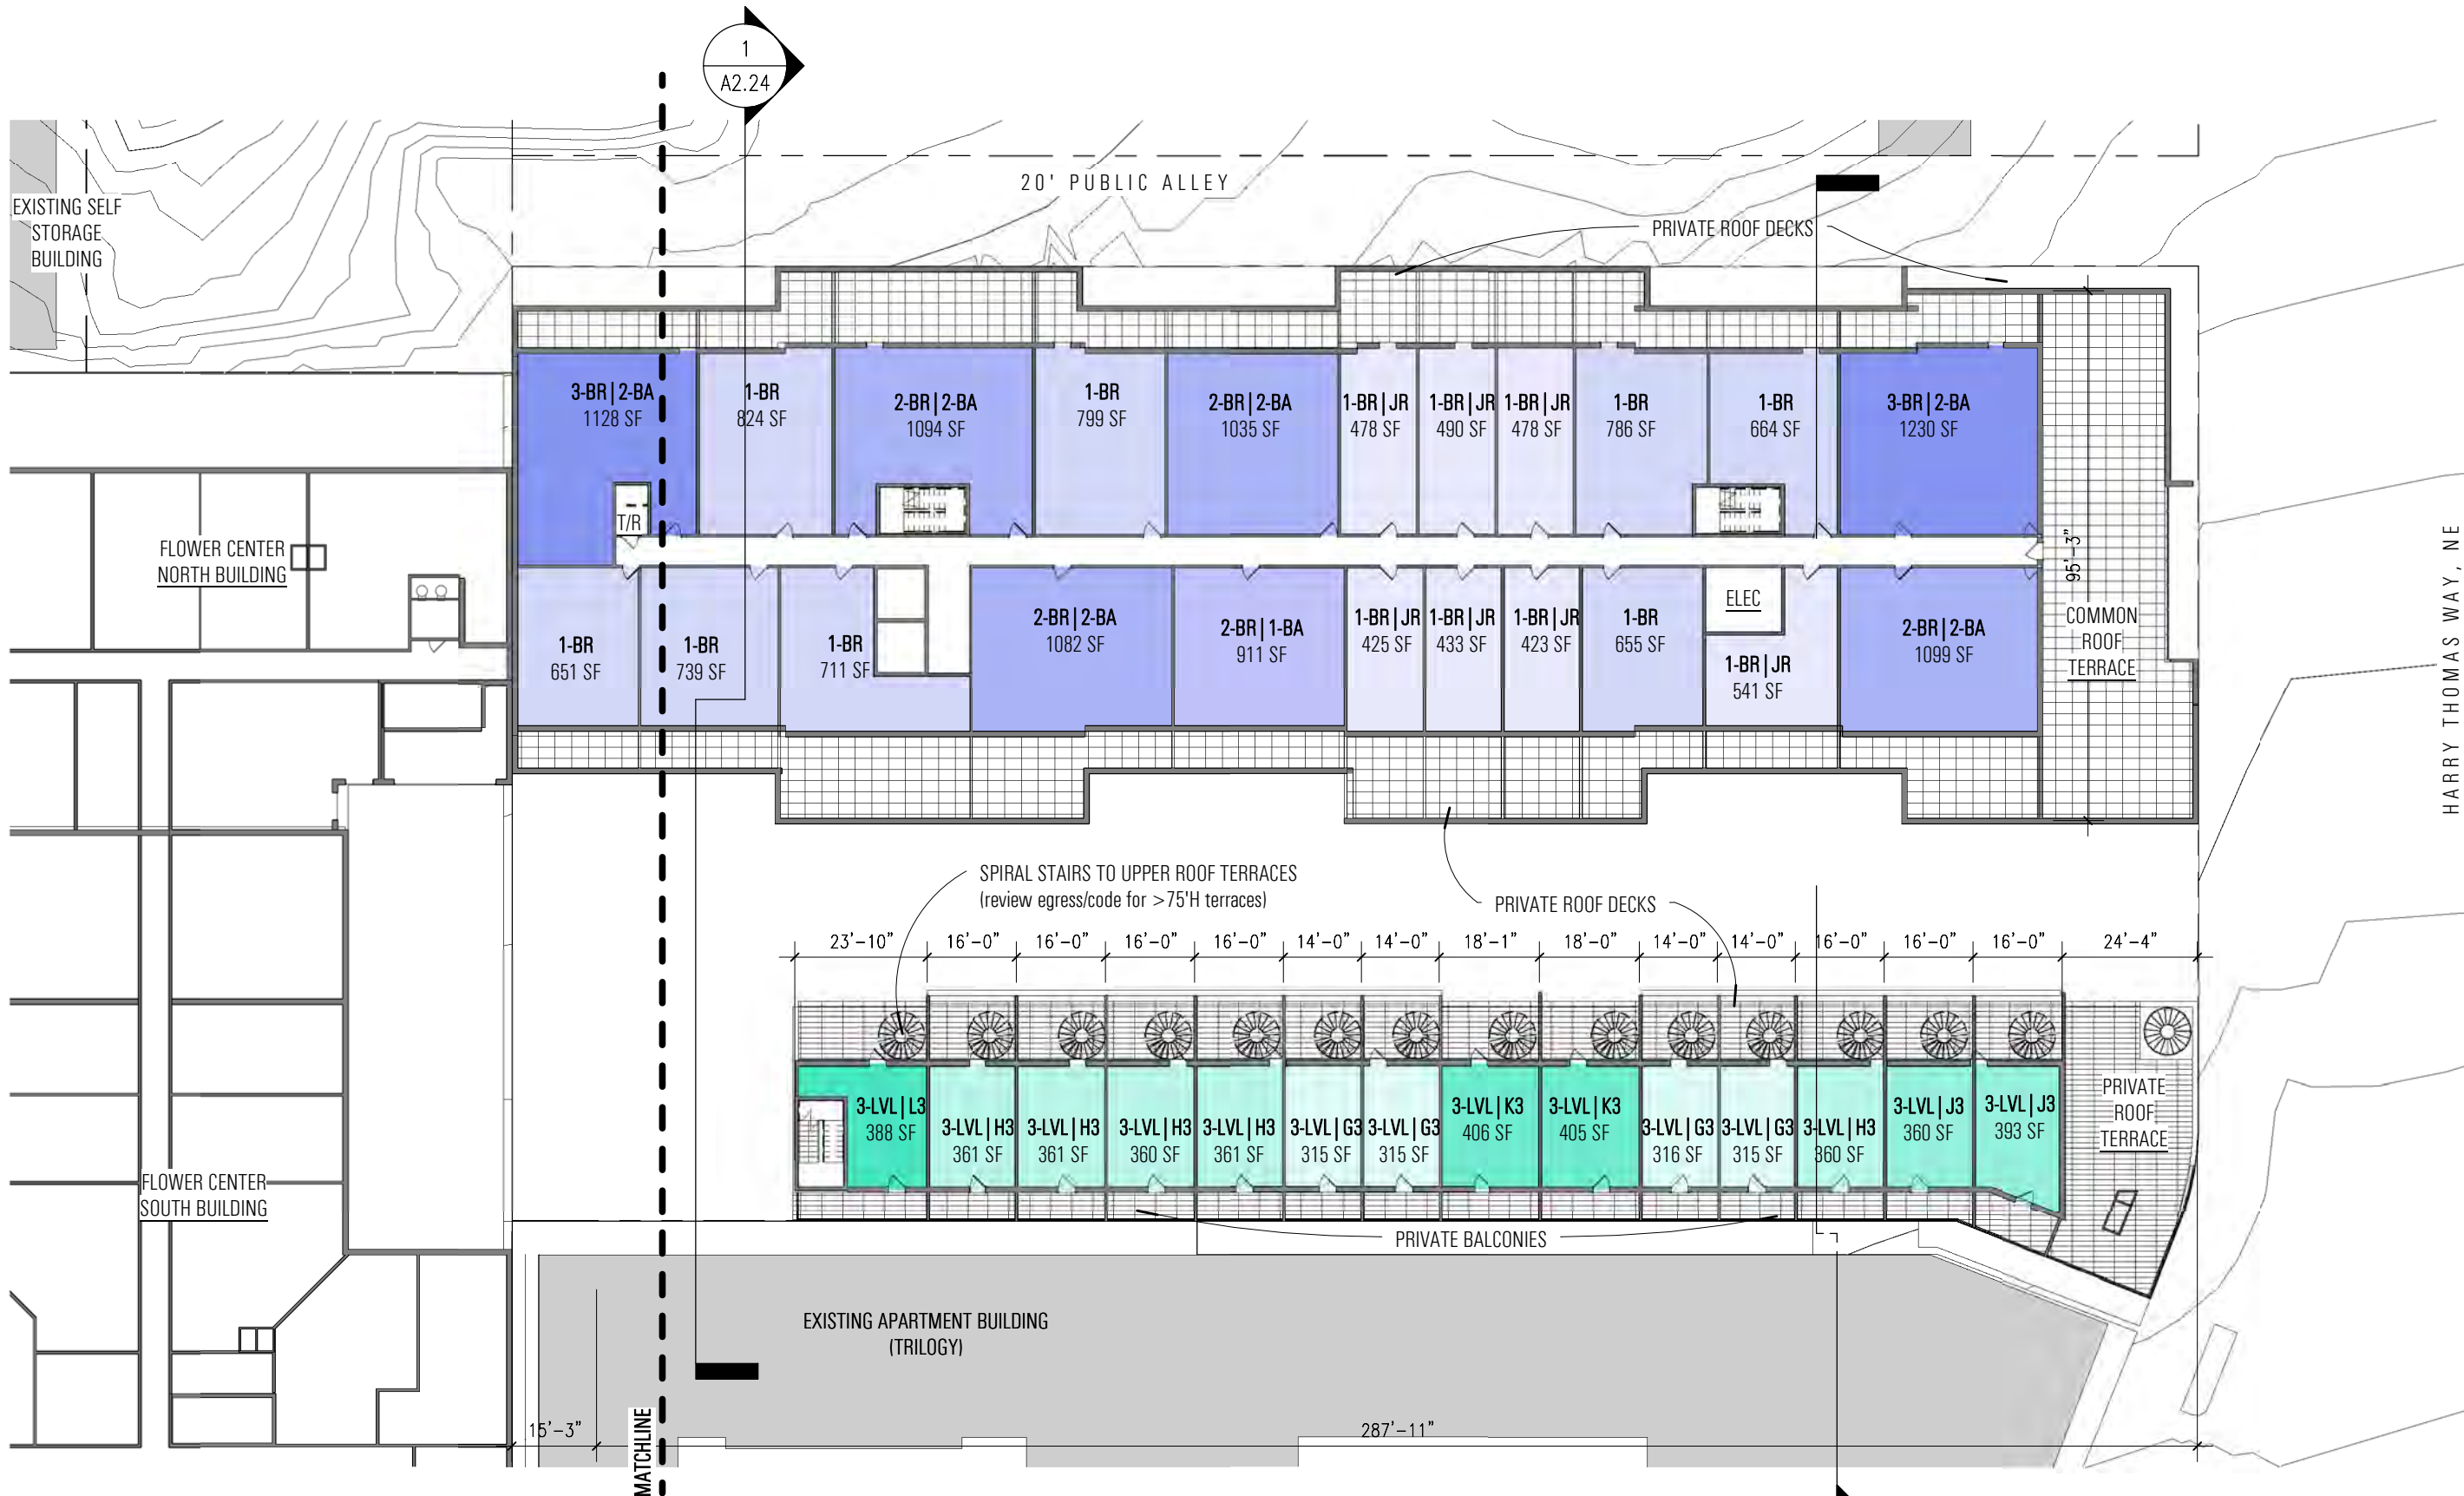 1
A2.24
20' PUBLIC ALLEY
EXISTING SELF
STORAGE
BUILDING
PRIVATE ROOF DECKS
3-BR | 2-BA
1128 SF
1-BR
824 SF
2-BR | 2-BA
1094 SF
1-BR
799 SF
2-BR | 2-BA
1035 SF
1-BR | JR
478 SF
1-BR | JR
490 SF
1-BR | JR
478 SF
1-BR
786 SF
1-BR
664 SF
3-BR | 2-BA
1230 SF
T/R
FLOWER CENTER
NORTH BUILDING
95'-3"
HARRY THOMAS WAY, NE
1-BR
651 SF
1-BR
739 SF
1-BR
711 SF
2-BR | 2-BA
1082 SF
2-BR | 1-BA
911 SF
1-BR | JR
425 SF
1-BR | JR
433 SF
1-BR | JR
423 SF
1-BR
655 SF
ELEC
1-BR | JR
541 SF
2-BR | 2-BA
1099 SF
COMMON
ROOF
TERRACE
SPIRAL STAIRS TO UPPER ROOF TERRACES
(review egress/code for >75'H terraces)
PRIVATE ROOF DECKS
23'-10"
16'-0"
16'-0"
16'-0"
16'-0"
14'-0"
14'-0"
18'-1"
18'-0"
14'-0"
14'-0"
16'-0"
16'-0"
16'-0"
24'-4"
3-LVL | L3
388 SF
3-LVL | H3
361 SF
3-LVL | H3
361 SF
3-LVL | H3
360 SF
3-LVL | H3
361 SF
3-LVL | G3
315 SF
3-LVL | G3
315 SF
3-LVL | K3
406 SF
3-LVL | K3
405 SF
3-LVL | G3
316 SF
3-LVL | G3
315 SF
3-LVL | H3
360 SF
3-LVL | J3
360 SF
3-LVL | J3
393 SF
PRIVATE
ROOF
TERRACE
FLOWER CENTER
SOUTH BUILDING
PRIVATE BALCONIES
EXISTING APARTMENT BUILDING
(TRILOGY)
15'-3"
MATCHLINE
287'-11"